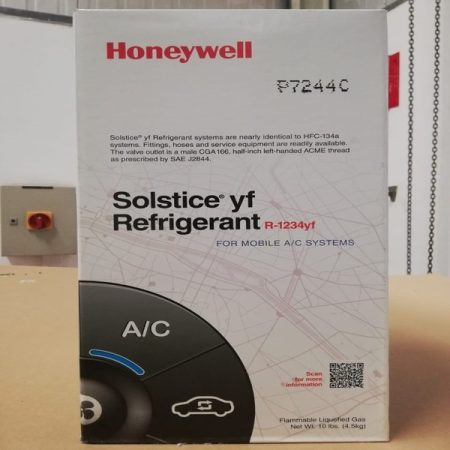 Honeywell
P7244C
Solstice® yf Refrigerant systems are nearly identical to HFC-134a
systems. Fittings, hoses and service equipment are readily available.
The valve outlet is a male CGA166, half-inch left-handed ACME thread
as prescribed by SAE J2844.
Solstice® yf
Refrigerant R-1234yf
FOR MOBILE A/C SYSTEMS
A/C
Scan
for more
information
Flammable Liquefied Gas
Net Wt. 10 lbs. (4.5kg)